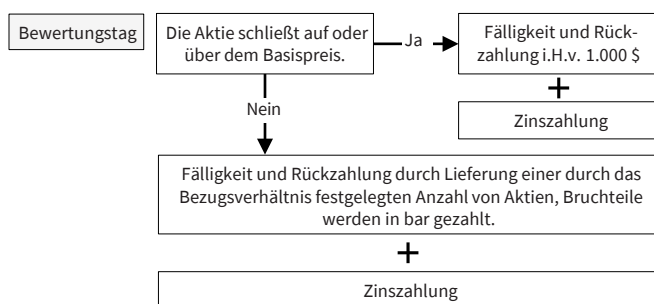 Bewertungstag
Die Aktie schließt auf oder
über dem Basispreis.
Ja
Fälligkeit und Rück-
zahlung i.H.v. 1.000 $
+
Zinszahlung
Nein
Fälligkeit und Rückzahlung durch Lieferung einer durch das
Bezugsverhältnis festgelegten Anzahl von Aktien, Bruchteile
werden in bar gezahlt.
+
Zinszahlung